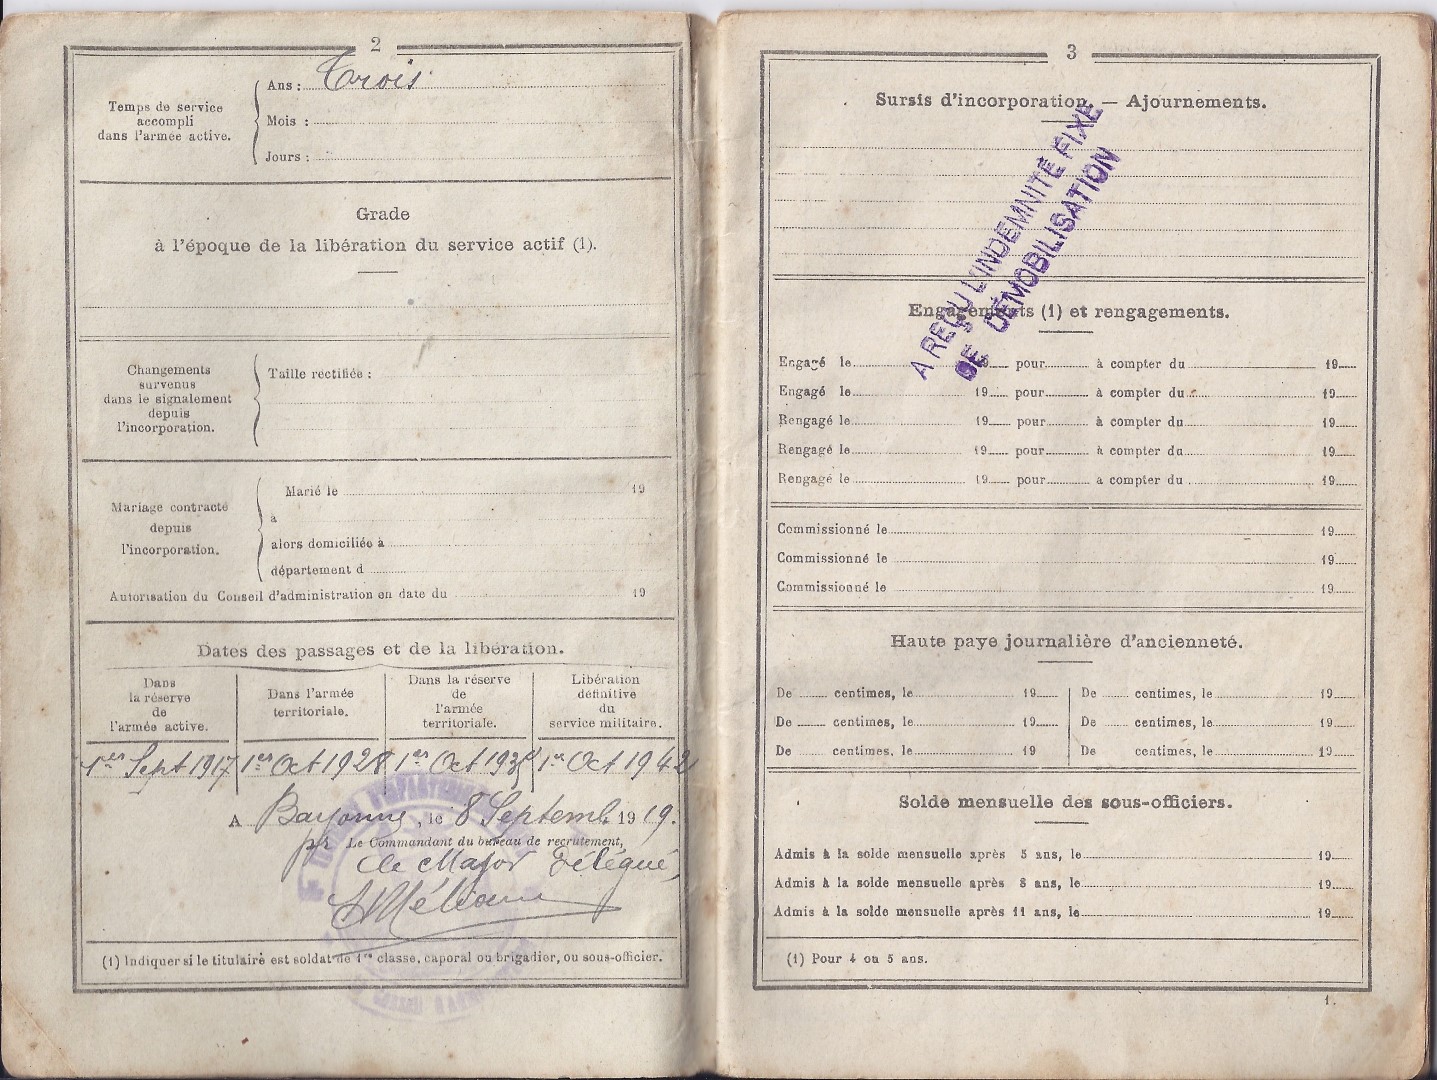 2
Temps de service
accompli
dans l'armée active.
Ans : Trois
Mois :
Jours :
Grade
à l'époque de la libération du service actif (1).
Changements
survenus
dans le signalement
depuis
l'incorporation.
Taille rectifiée :
Mariage contracté
depuis
l'incorporation.
Marié le 19
à
alors domiciliée à
département d
Autorisation du Conseil d'administration en date du 19
Dates des passages et de la libération.
Dans
la réserve
de
l'armée active.
Dans l'armée
territoriale.
Dans la réserve
de
l'armée
territoriale.
Libération
définitive
du
service militaire.
1er Sept 1917 1er Oct 1928 1er Oct 1er Oct 1942
A Bayonne, le 8 Septemb. 1919.
pr Le Commandant du bureau de recrutement,
Le Major Délégué,
(1) Indiquer si le titulaire est soldat de 1re classe, caporal ou brigadier, ou sous-officier.
3
Sursis d'incorporation. — Ajournements.
A REÇU L'INDEMNITÉ FIXE
DE DÉMOBILISATION
Engagements (1) et rengagements.
Engagé le 19 pour à compter du 19
Engagé le 19 pour à compter du 19
Rengagé le 19 pour à compter du 19
Rengagé le 19 pour à compter du 19
Rengagé le 19 pour à compter du 19
Commissionné le 19
Commissionné le 19
Commissionné le 19
Haute paye journalière d'ancienneté.
De centimes, le 19 De centimes, le 19
De centimes, le 19 De centimes, le 19
De centimes, le 19 De centimes, le 19
Solde mensuelle des sous-officiers.
Admis à la solde mensuelle après 5 ans, le 19
Admis à la solde mensuelle après 8 ans, le 19
Admis à la solde mensuelle après 11 ans, le 19
(1) Pour 4 ou 5 ans.
1.